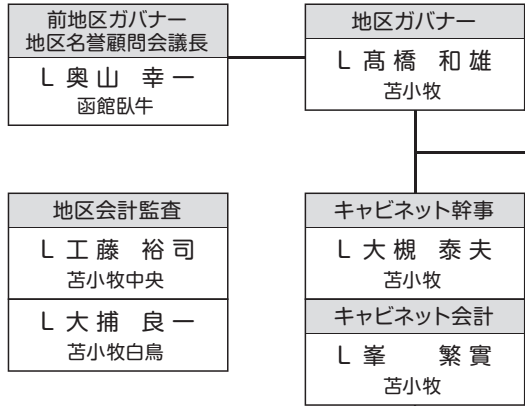 前地区ガバナー
地区名誉顧問会議長
L 奥山 幸一
函館臥牛
地区ガバナー
L 髙橋 和雄
苫小牧
地区会計監査
L 工藤 裕司
苫小牧中央
L 大捕 良一
苫小牧白鳥
キャビネット幹事
L 大槻 泰夫
苫小牧
キャビネット会計
L 峯 繁實
苫小牧